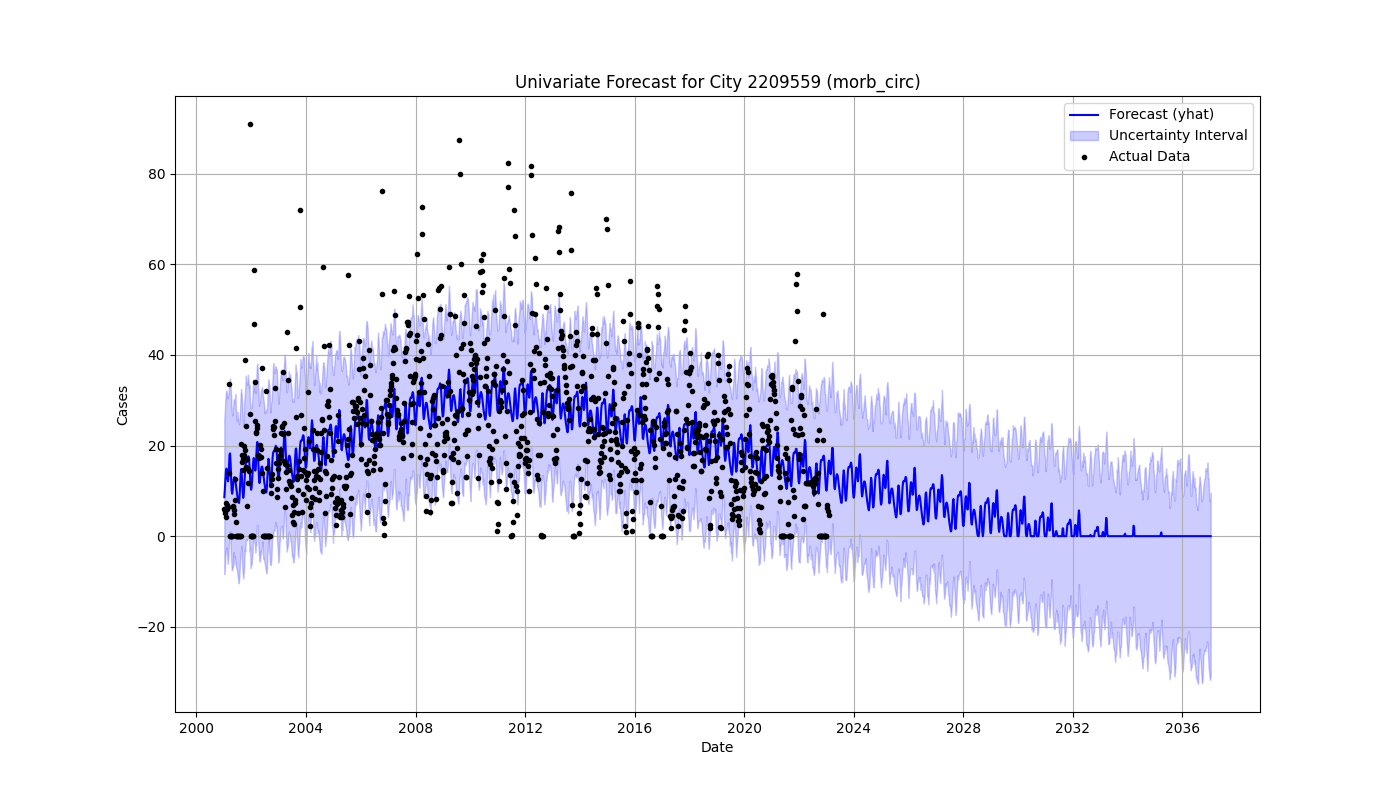 Univariate Forecast for City 2209559 (morb_circ)
Forecast (yhat)
Uncertainty Interval
Actual Data
Cases
80
60
40
20
0
−20
2000 2004 2008 2012 2016 2020 2024 2028 2032 2036
Date